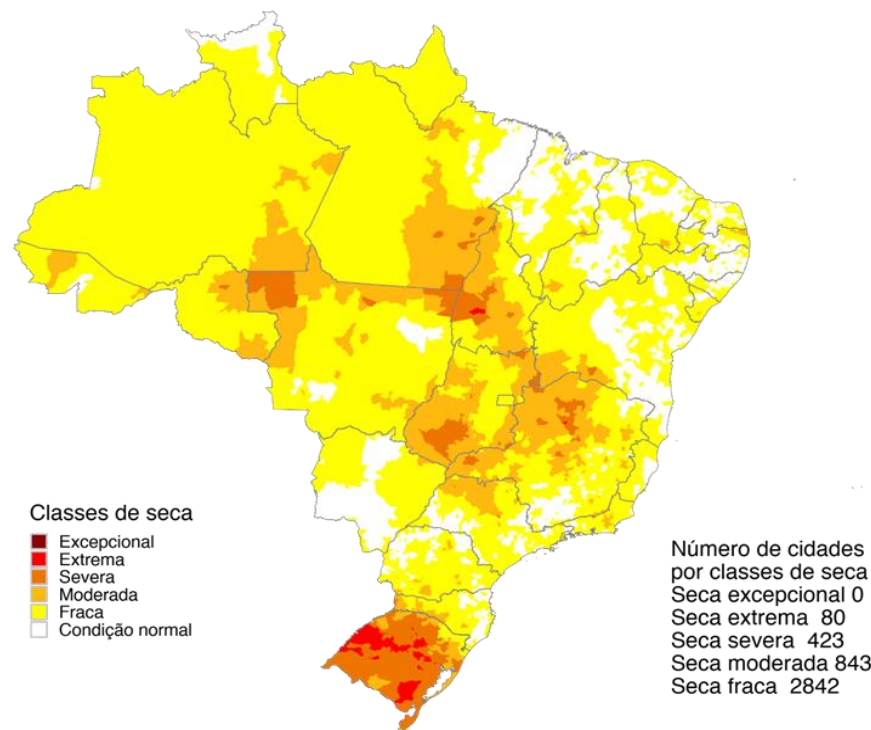 Classes de seca
Excepcional
Extrema
Severa
Moderada
Fraca
Condição normal
Número de cidades
por classes de seca
Seca excepcional 0
Seca extrema 80
Seca severa 423
Seca moderada 843
Seca fraca 2842